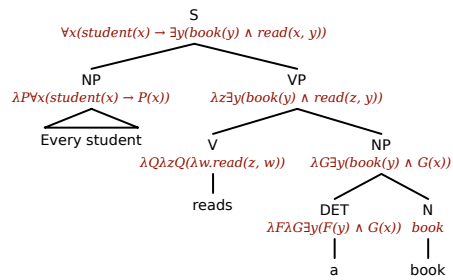 S
∀x(student(x) → ∃y(book(y) ∧ read(x, y))
NP VP
λP∀x(student(x) → P(x)) λz∃y(book(y) ∧ read(z, y))
Every student V NP
λQλzQ(λw.read(z, w)) λG∃y(book(y) ∧ G(x))
reads DET N
λFλG∃y(F(y) ∧ G(x)) book
a book